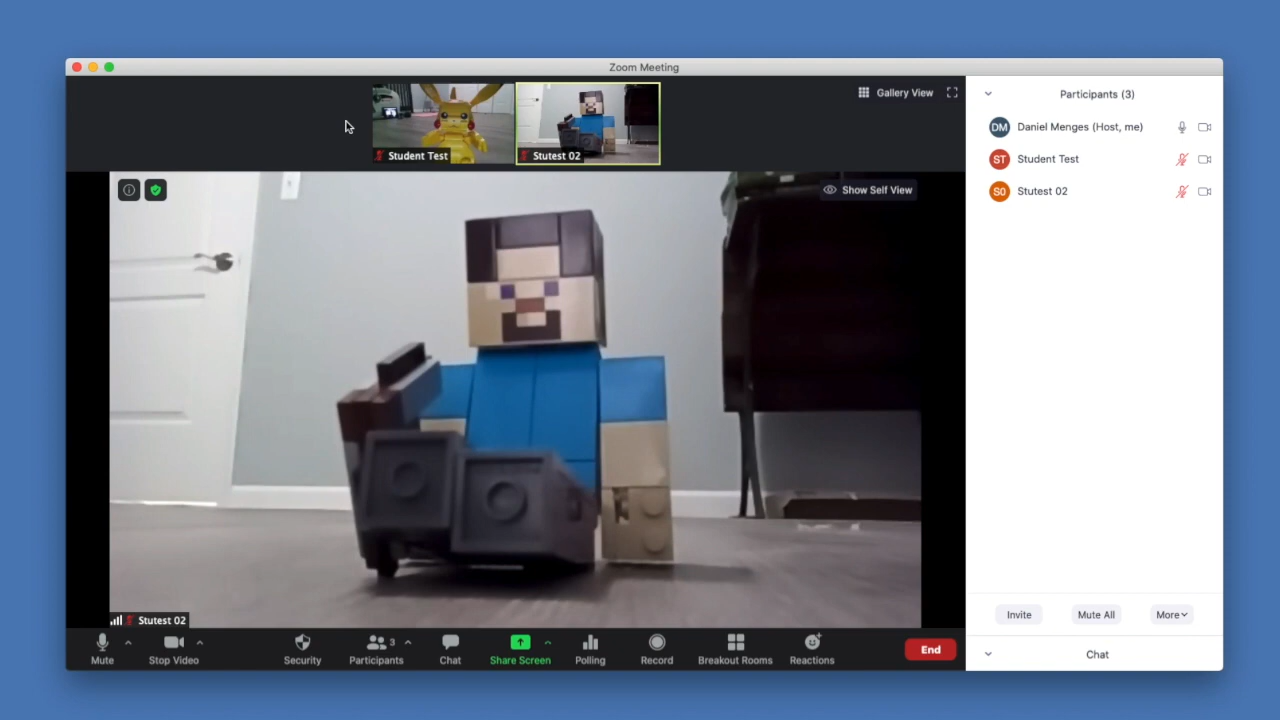 Zoom Meeting
Student Test
Stutest 02
Gallery View
Show Self View
Stutest 02
Mute
Stop Video
Security
3
Participants
Chat
Share Screen
Polling
Record
Breakout Rooms
Reactions
End
Participants (3)
DM Daniel Menges (Host, me)
ST Student Test
S0 Stutest 02
Invite
Mute All
More
Chat